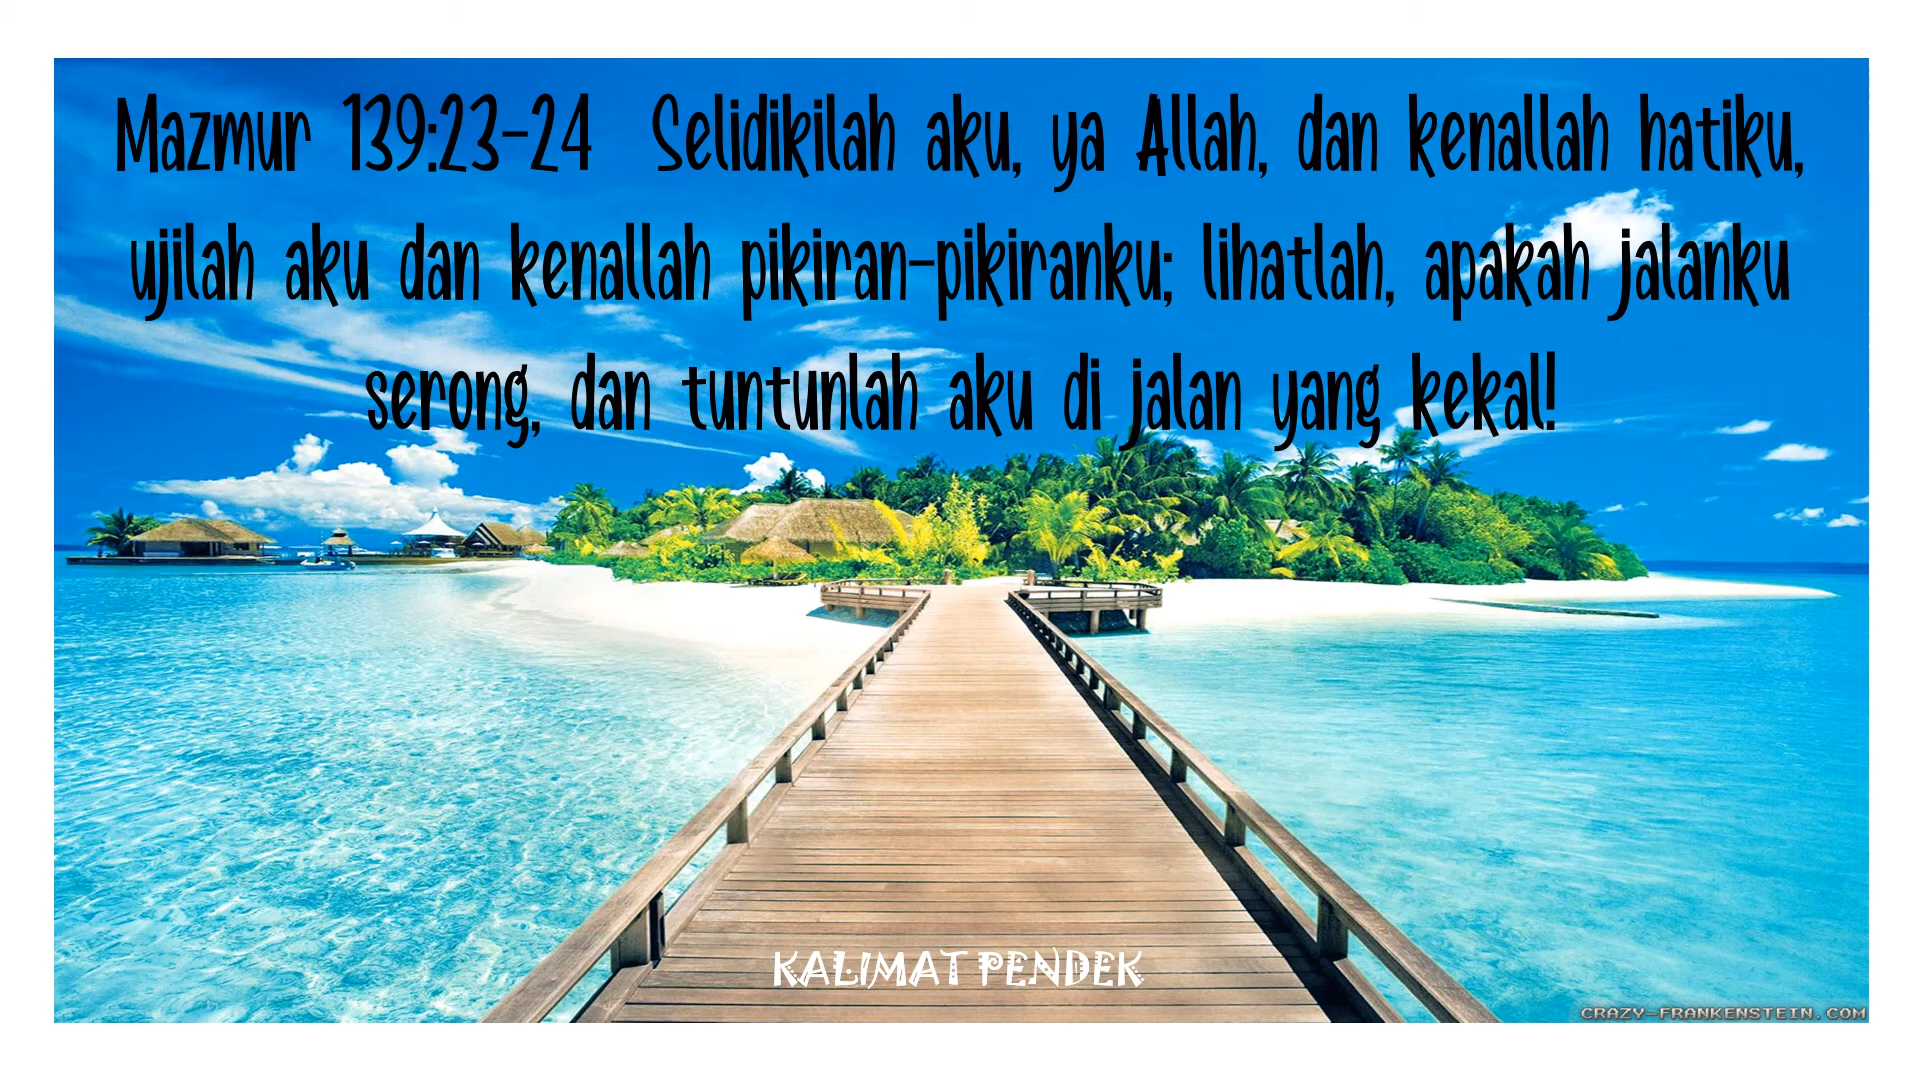 Mazmur 139:23-24 Selidikilah aku, ya Allah, dan kenallah hatiku,
ujilah aku dan kenallah pikiran-pikiranku; lihatlah, apakah jalanku
serong, dan tuntunlah aku di jalan yang kekal!
KALIMAT PENDEK
CRAZY-FRANKENSTEIN.COM